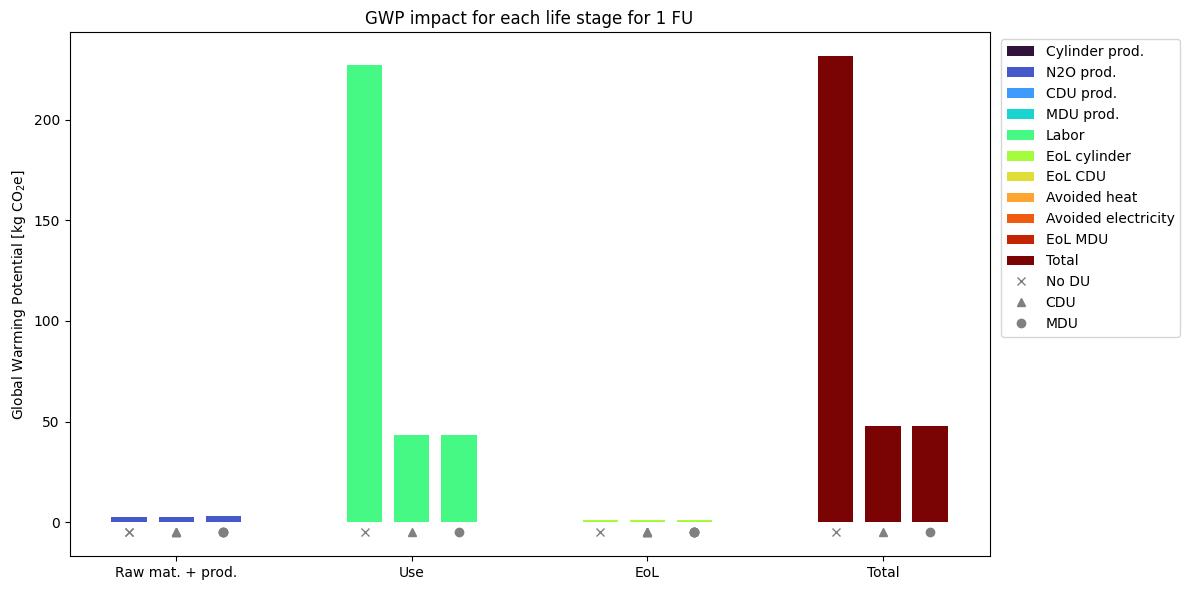 GWP impact for each life stage for 1 FU
Global Warming Potential [kg CO₂e]
200
150
100
50
0
Raw mat. + prod.
Use
EoL
Total
Cylinder prod.
N2O prod.
CDU prod.
MDU prod.
Labor
EoL cylinder
EoL CDU
Avoided heat
Avoided electricity
EoL MDU
Total
No DU
CDU
MDU